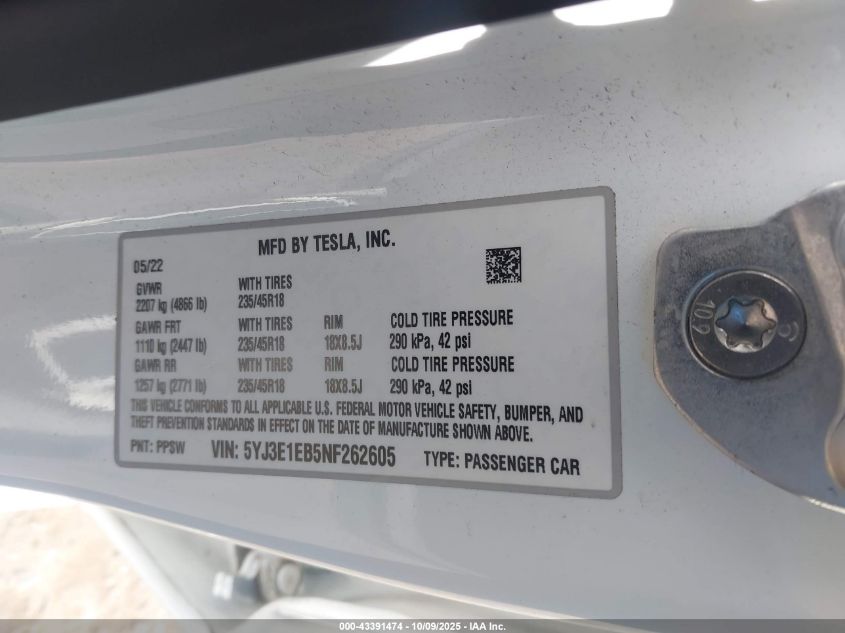 MFD BY TESLA, INC.
05/22
GVWR WITH TIRES
2207 kg (4866 lb) 235/45R18
GAWR FRT WITH TIRES RIM COLD TIRE PRESSURE
1110 kg (2447 lb) 235/45R18 18X8.5J 290 kPa, 42 psi
GAWR RR WITH TIRES RIM COLD TIRE PRESSURE
1257 kg (2771 lb) 235/45R18 18X8.5J 290 kPa, 42 psi
THIS VEHICLE CONFORMS TO ALL APPLICABLE U.S. FEDERAL MOTOR VEHICLE SAFETY, BUMPER, AND
THEFT PREVENTION STANDARDS IN EFFECT ON THE DATE OF MANUFACTURE SHOWN ABOVE.
PNT: PPSW VIN: 5YJ3E1EB5NF262605 TYPE: PASSENGER CAR
10.9
000-43391474 - 10/09/2025 - IAA Inc.